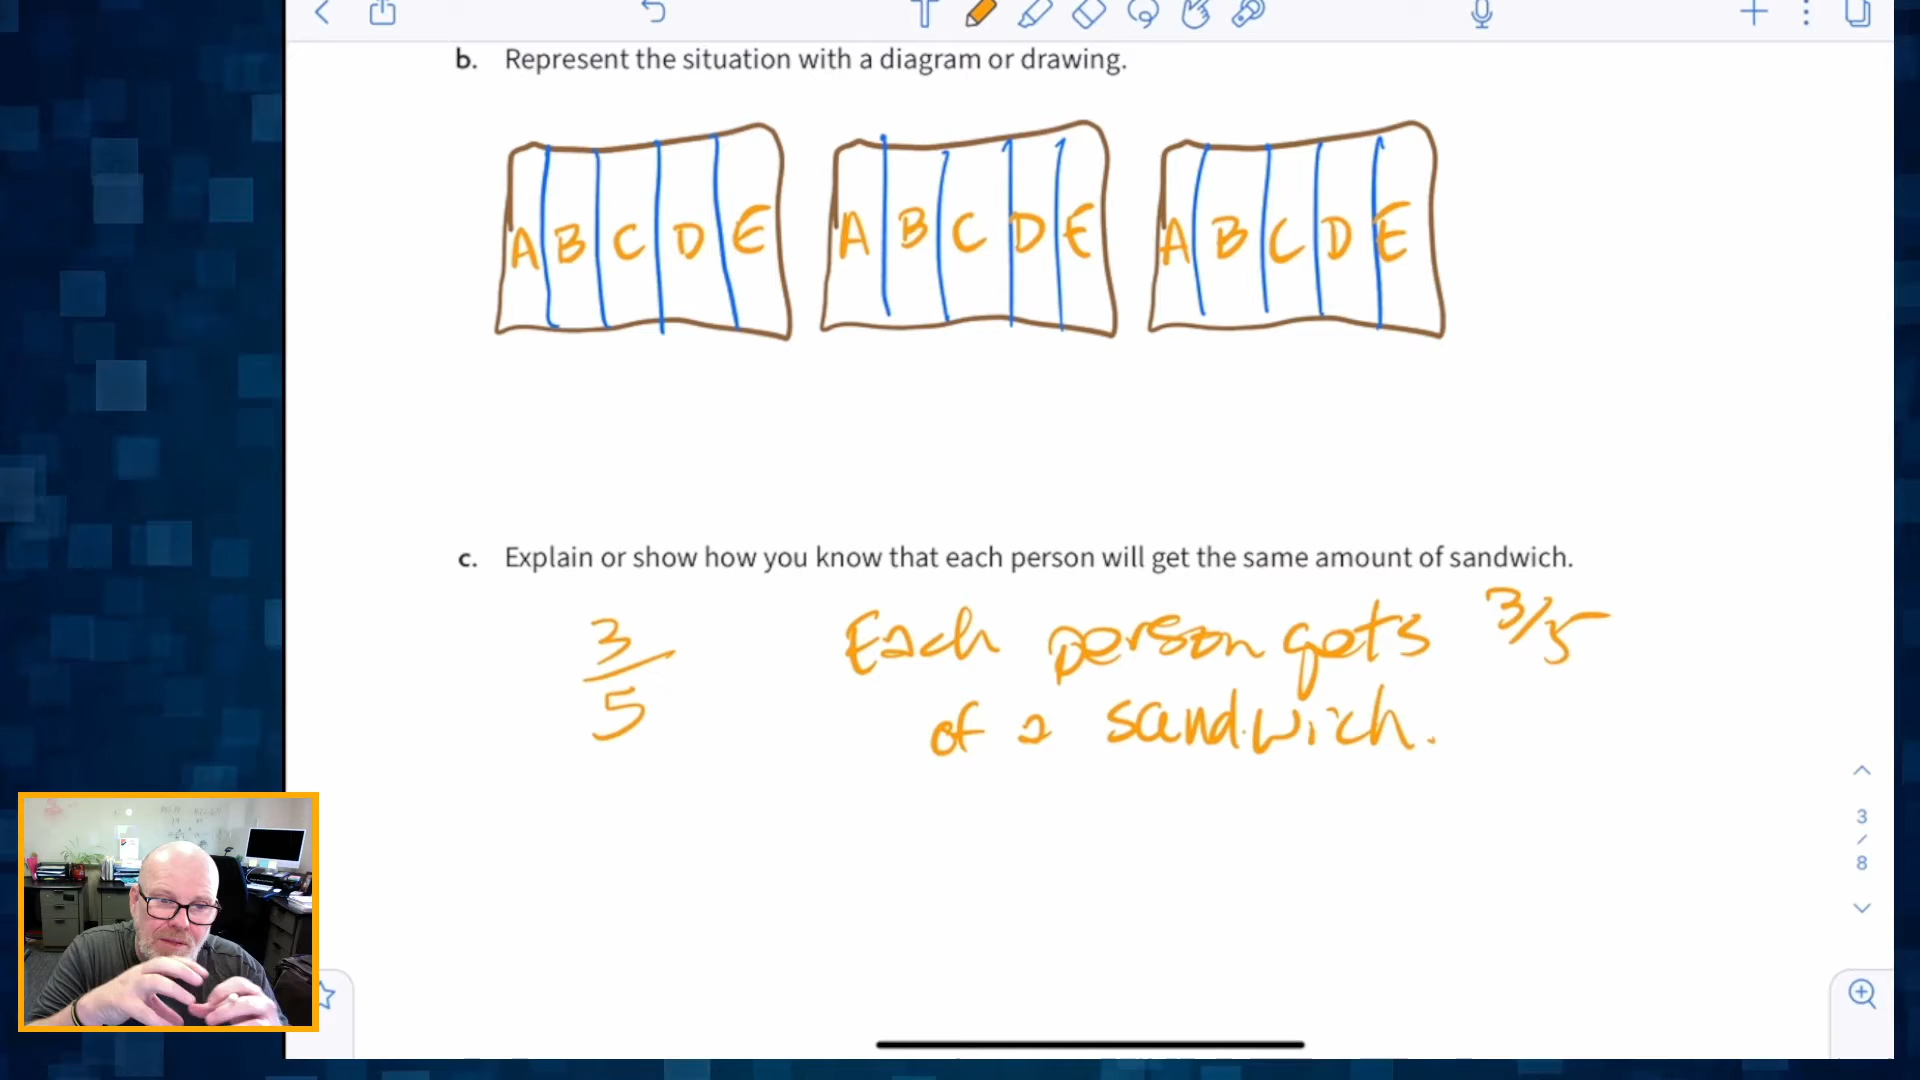 b. Represent the situation with a diagram or drawing.
A B C D E A B C D E A B C D E
c. Explain or show how you know that each person will get the same amount of sandwich.
3/5 Each person gets 3/5
of a sandwich.
3
/
8